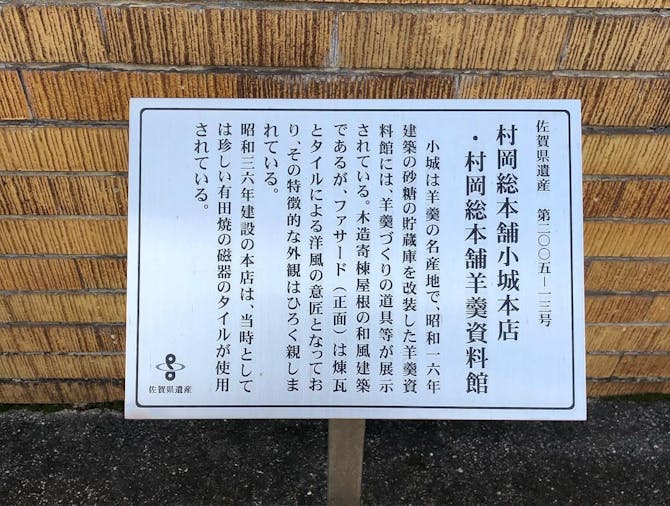 佐賀県遺産　第二〇〇五－一三号
村岡総本舗小城本店
・村岡総本舗羊羹資料館
小城は羊羹の名産地で、昭和一六年
建築の砂糖の貯蔵庫を改装した羊羹資
料館には、羊羹づくりの道具等が展示
されている。木造寄棟屋根の和風建築
であるが、ファサード（正面）は煉瓦
とタイルによる洋風の意匠となってお
り、その特徴的な外観はひろく親しま
れている。
昭和三六年建設の本店は、当時として
は珍しい有田焼の磁器のタイルが使用
されている。
佐賀県遺産